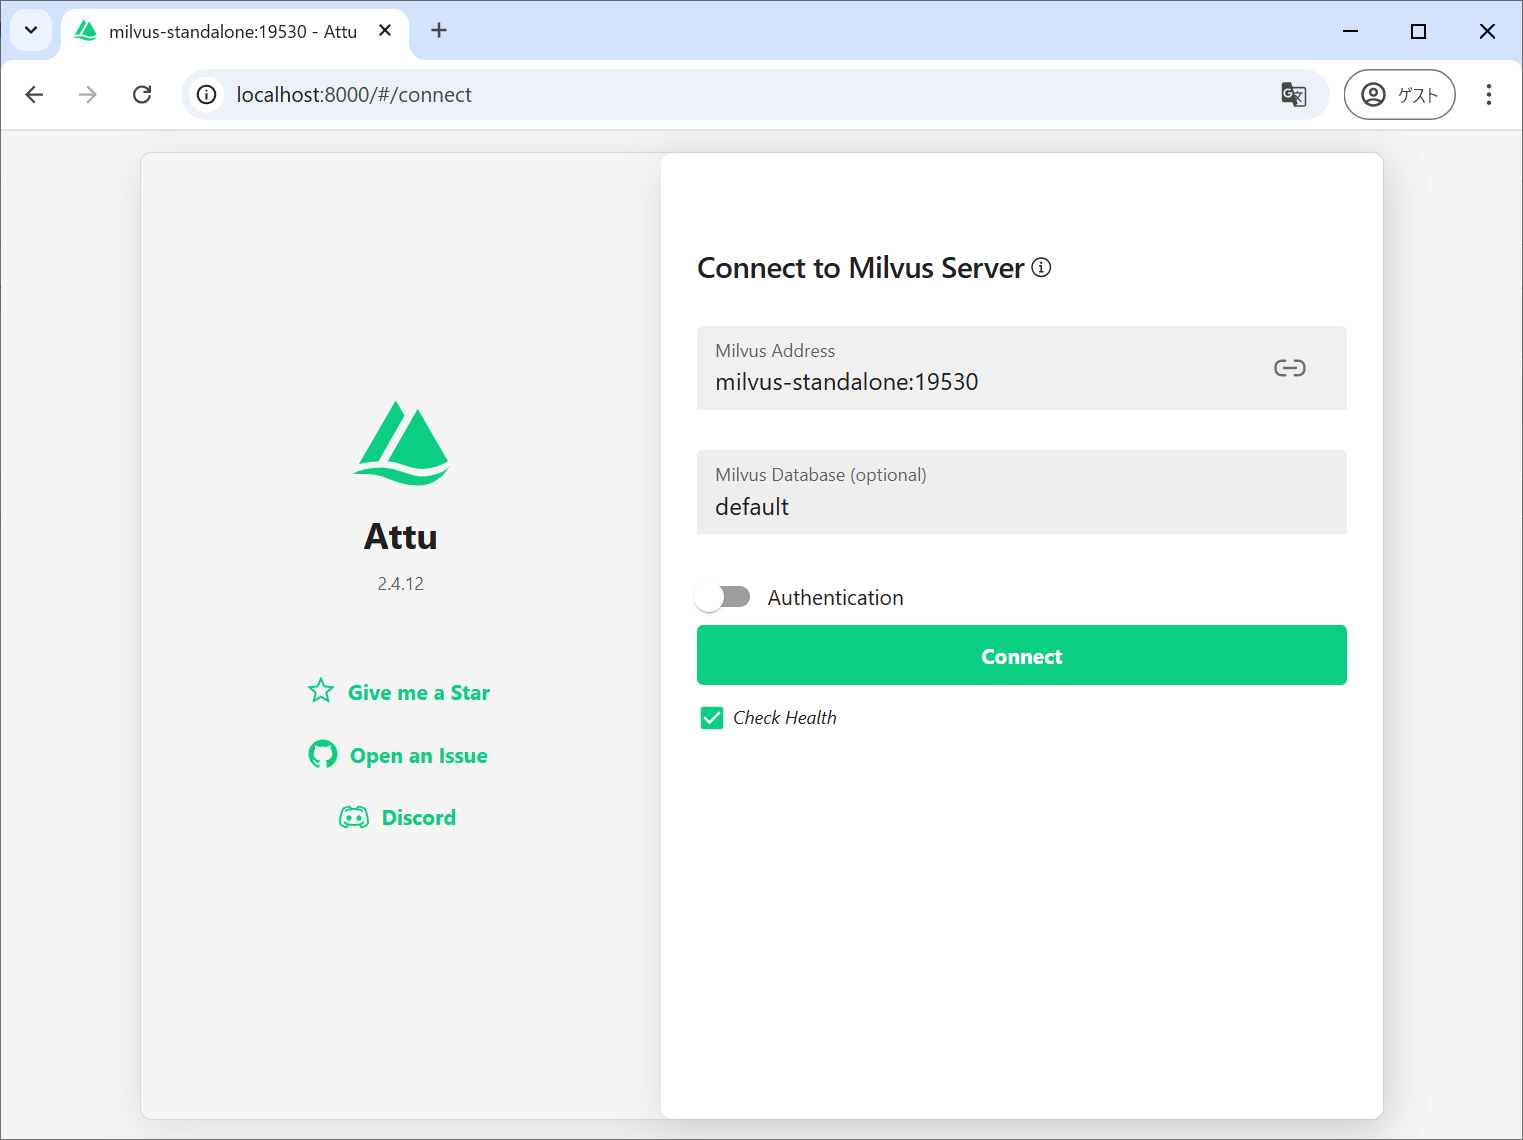 milvus-standalone:19530 - Attu
localhost:8000/#/connect
ゲスト
Attu
2.4.12
Give me a Star
Open an Issue
Discord
Connect to Milvus Server
Milvus Address
milvus-standalone:19530
Milvus Database (optional)
default
Authentication
Connect
Check Health